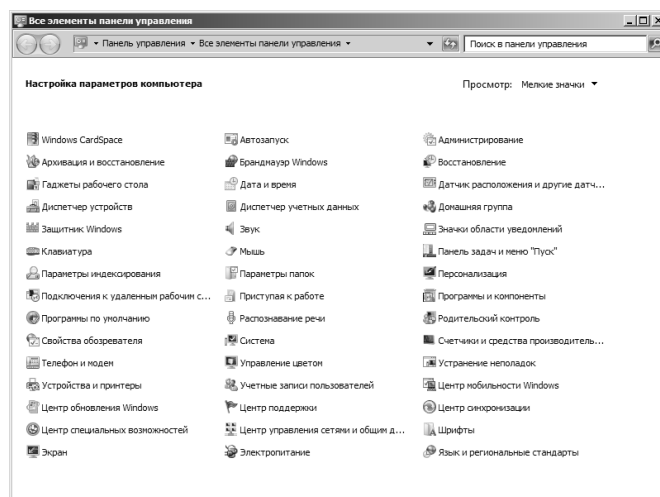 Все элементы панели управления
Панель управления Все элементы панели управления
Поиск в панели управления
Настройка параметров компьютера
Просмотр: Мелкие значки
Windows CardSpace Автозапуск Администрирование
Архивация и восстановление Брандмауэр Windows Восстановление
Гаджеты рабочего стола Дата и время Датчик расположения и другие датч...
Диспетчер устройств Диспетчер учетных данных Домашняя группа
Защитник Windows Звук Значки области уведомлений
Клавиатура Мышь Панель задач и меню "Пуск"
Параметры индексирования Параметры папок Персонализация
Подключения к удаленным рабочим с... Приступая к работе Программы и компоненты
Программы по умолчанию Распознавание речи Родительский контроль
Свойства обозревателя Система Счетчики и средства производитель...
Телефон и модем Управление цветом Устранение неполадок
Устройства и принтеры Учетные записи пользователей Центр мобильности Windows
Центр обновления Windows Центр поддержки Центр синхронизации
Центр специальных возможностей Центр управления сетями и общим д... Шрифты
Экран Электропитание Язык и региональные стандарты